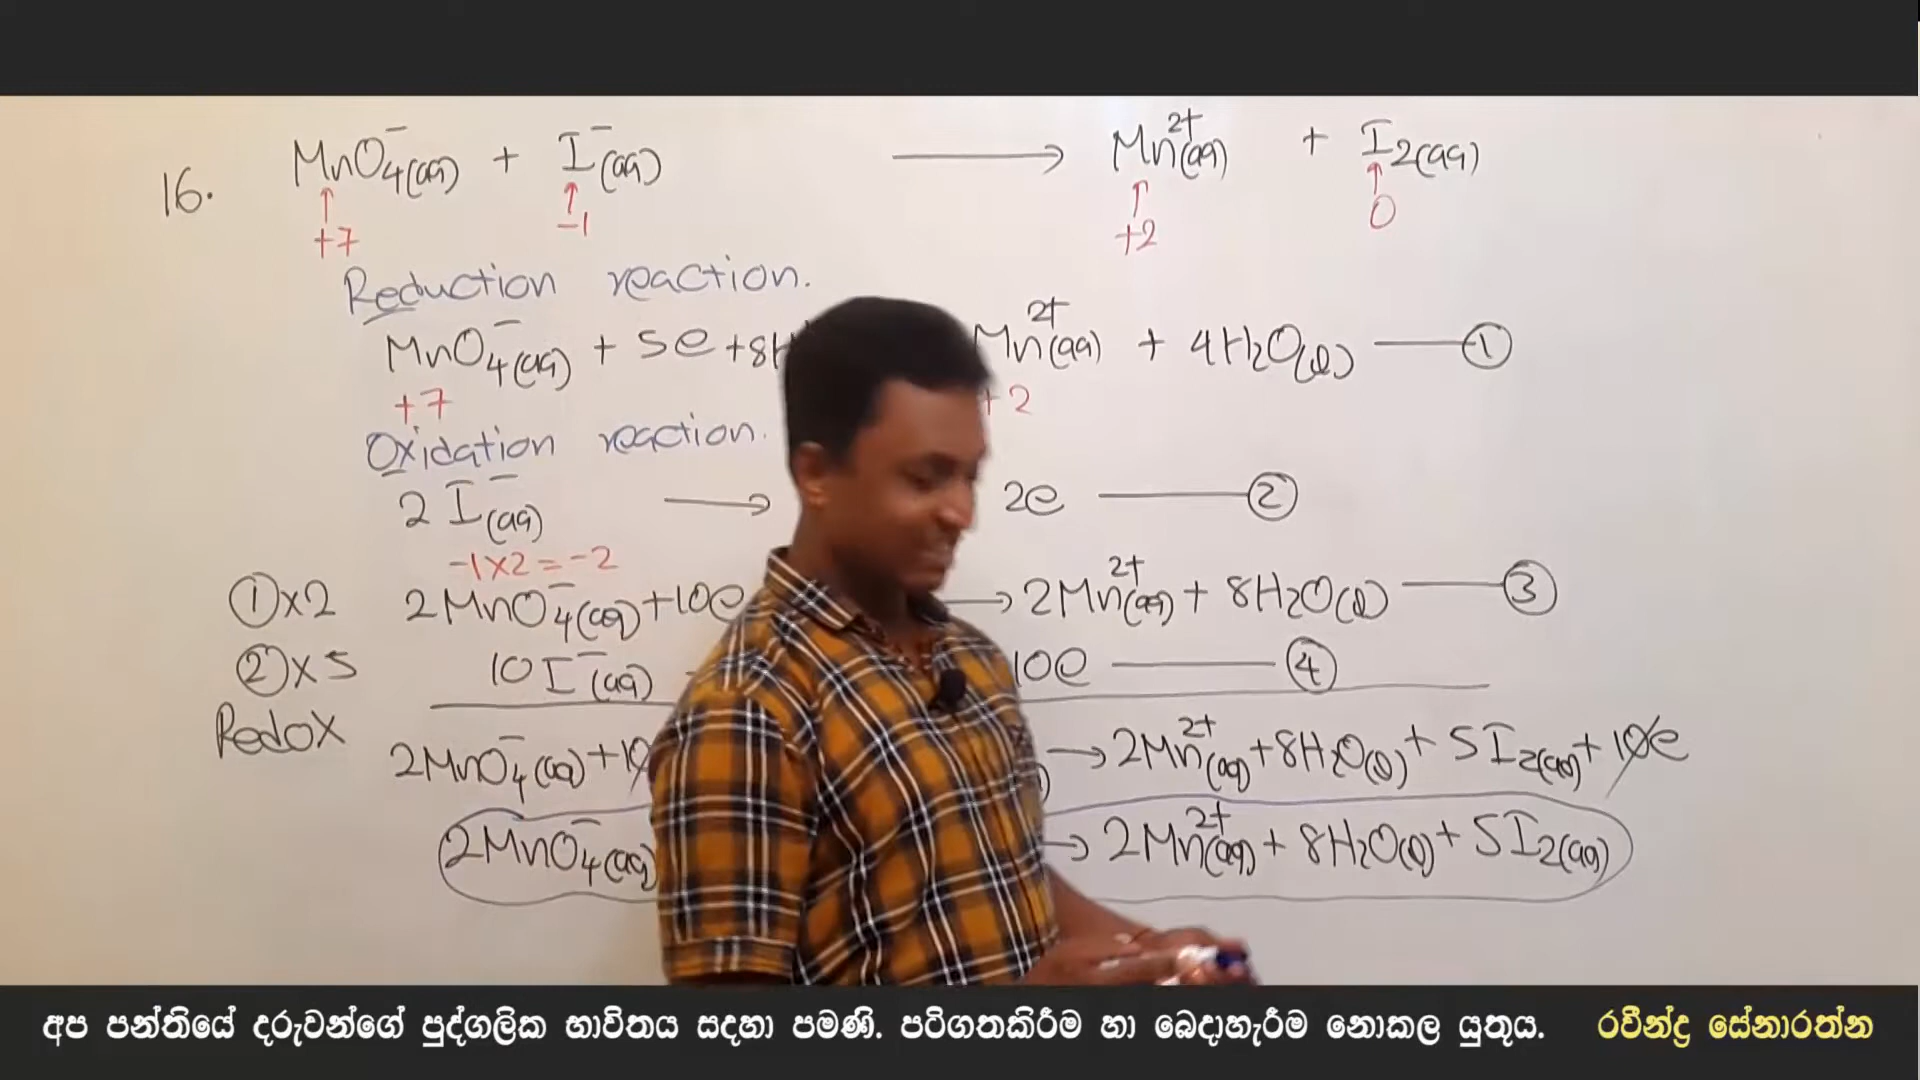 16. MnO₄⁻(aq) + I⁻(aq) ⟶ Mn²⁺(aq) + I₂(aq)
↑ ↑ ↑ ↑
+7 -1 +2 0
Reduction reaction.
MnO₄⁻(aq) + 5e + 8H Mn²⁺(aq) + 4H₂O(l) — ①
+7 +2
Oxidation reaction.
2I⁻(aq) ⟶ 2e — ②
-1×2 = -2
①×2 2MnO₄⁻(aq) + 10e → 2Mn²⁺(aq) + 8H₂O(l) — ③
②×5 10I⁻(aq) 10e — ④
Redox 2MnO₄⁻(aq) + 10 → 2Mn²⁺(aq) + 8H₂O(l) + 5I₂(aq) + 10e
2MnO₄⁻(aq) → 2Mn²⁺(aq) + 8H₂O(l) + 5I₂(aq)
අප පන්තියේ දරුවන්ගේ පුද්ගලික භාවිතය සදහා පමණි. පටිගතකිරීම හා බෙදාහැරීම නොකල යුතුය. රවීන්ද්‍ර සේනාරත්න